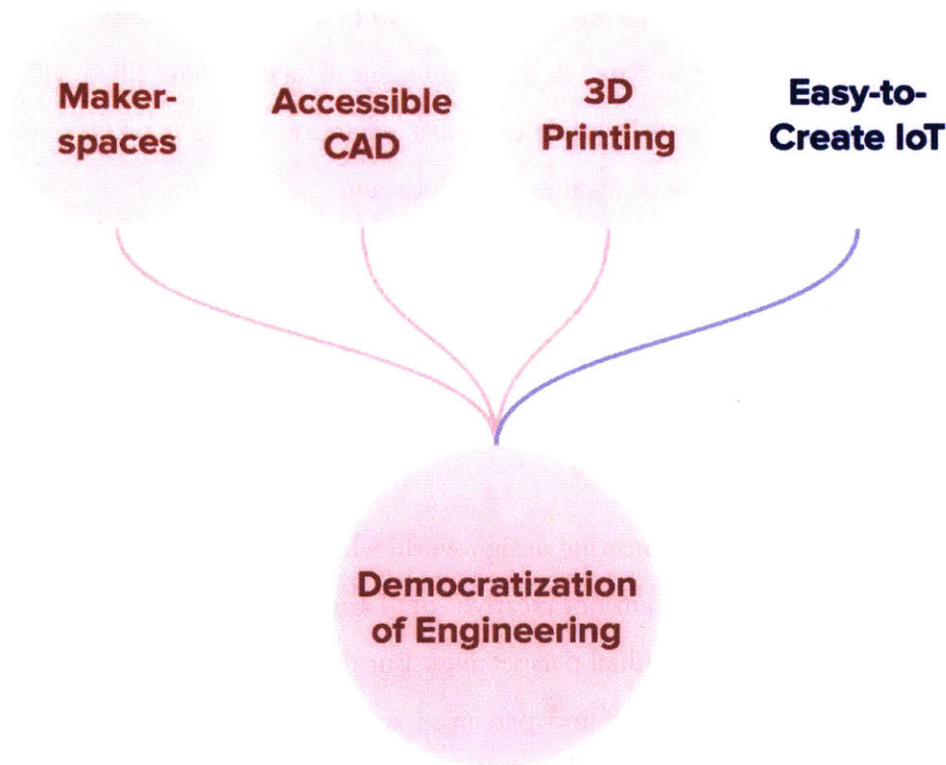 Maker-
spaces
Accessible
CAD
3D
Printing
Easy-to-
Create IoT
Democratization
of Engineering